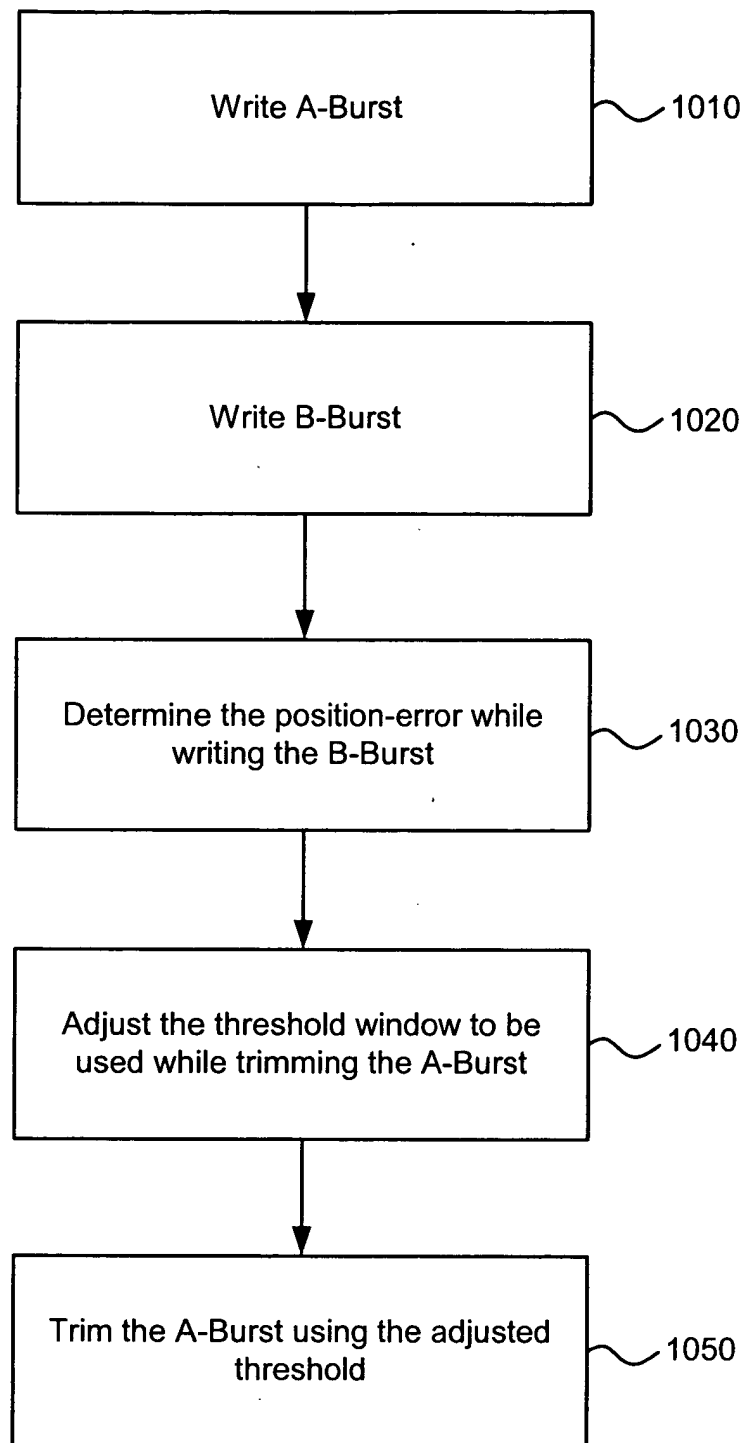 Write A-Burst
1010
Write B-Burst
1020
Determine the position-error while
writing the B-Burst
1030
Adjust the threshold window to be
used while trimming the A-Burst
1040
Trim the A-Burst using the adjusted
threshold
1050